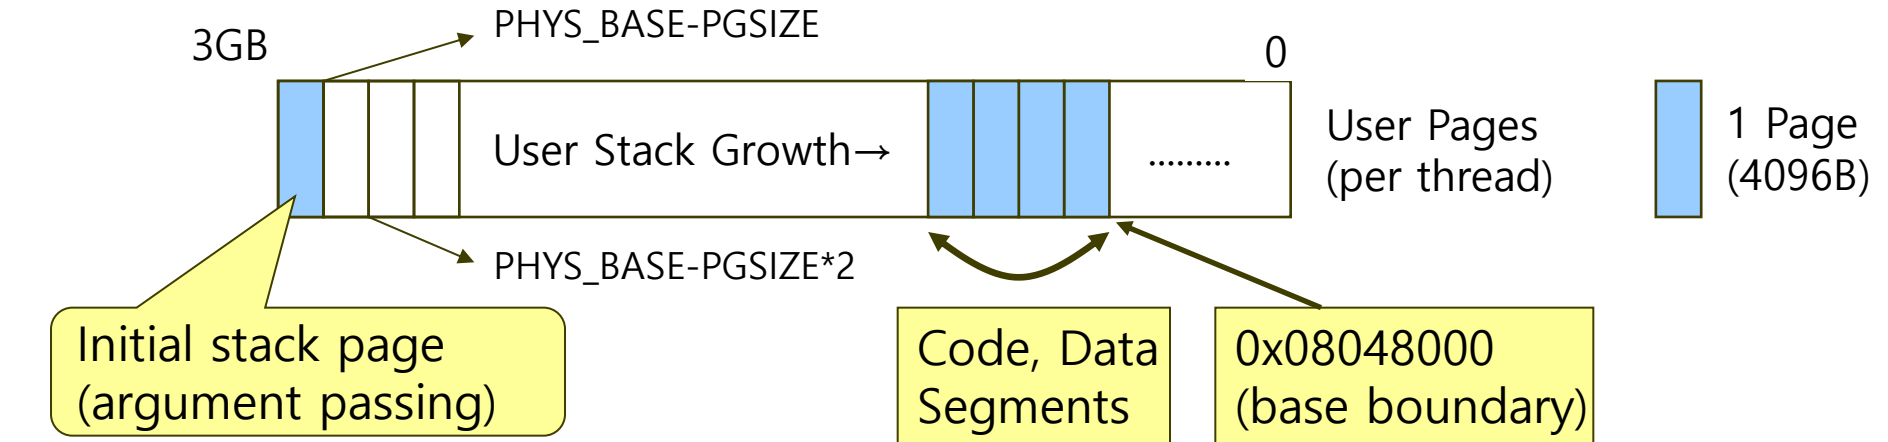 PHYS_BASE-PGSIZE
3GB
0
User Stack Growth→
.........
User Pages
(per thread)
1 Page
(4096B)
PHYS_BASE-PGSIZE*2
Initial stack page
(argument passing)
Code, Data
Segments
0x08048000
(base boundary)